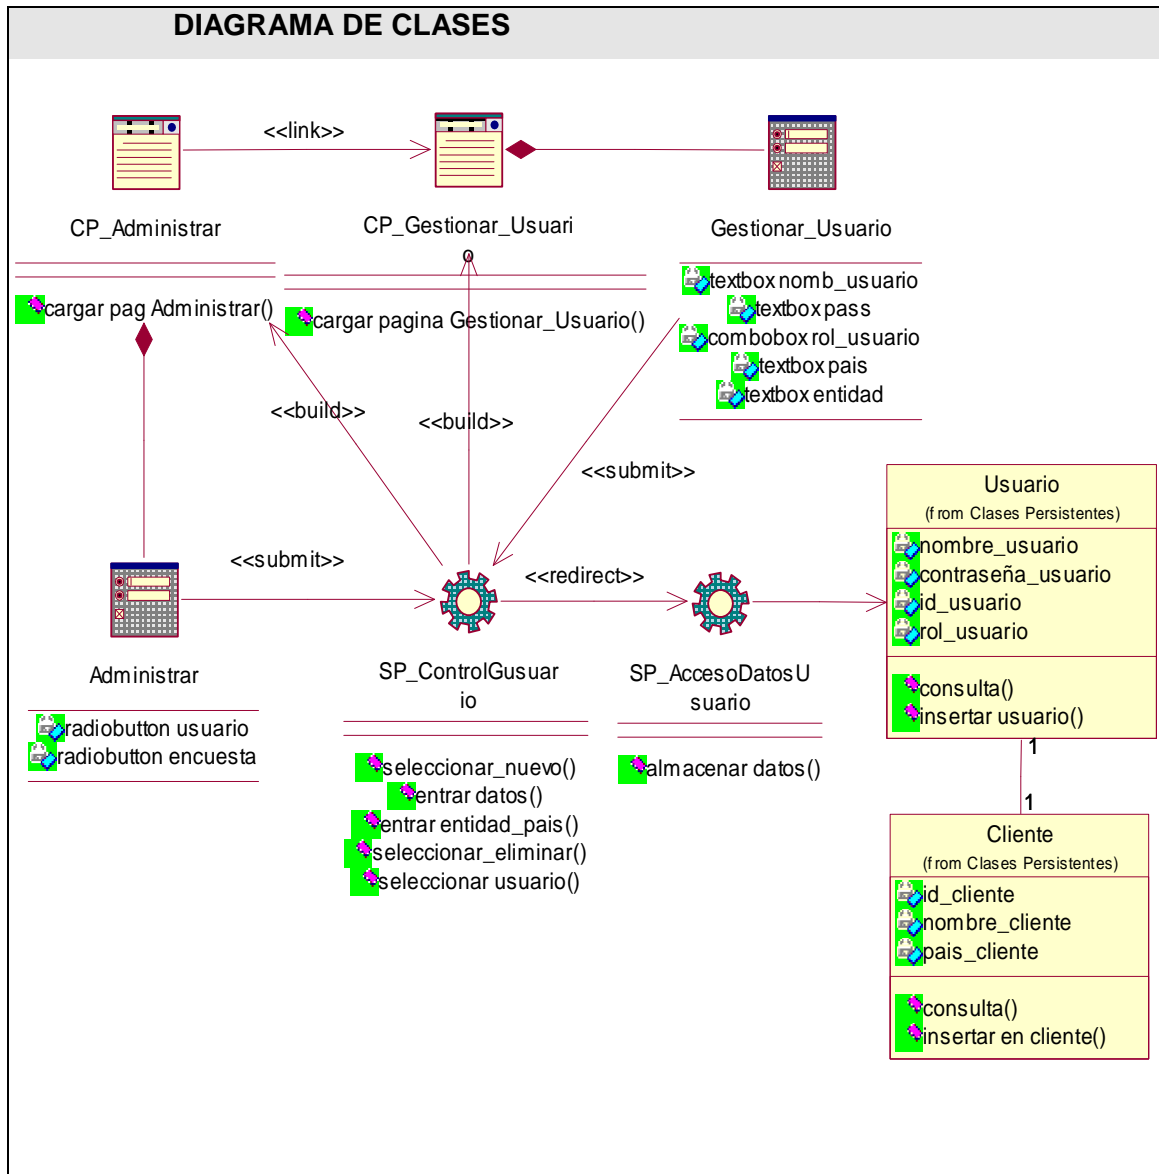 DIAGRAMA DE CLASES
<<link>>
CP_Administrar
cargar pag Administrar()
CP_Gestionar_Usuari
o
cargar pagina Gestionar_Usuario()
Gestionar_Usuario
textbox nomb_usuario
textbox pass
combobox rol_usuario
textbox pais
textbox entidad
<<build>>
<<build>>
<<submit>>
<<submit>>
<<redirect>>
Administrar
radiobutton usuario
radiobutton encuesta
SP_ControlGusuar
io
seleccionar_nuevo()
entrar datos()
entrar entidad_pais()
seleccionar_eliminar()
seleccionar usuario()
SP_AccesoDatosU
suario
almacenar datos()
Usuario
(from Clases Persistentes)
nombre_usuario
contraseña_usuario
id_usuario
rol_usuario
consulta()
insertar usuario()
1
1
Cliente
(from Clases Persistentes)
id_cliente
nombre_cliente
pais_cliente
consulta()
insertar en cliente()